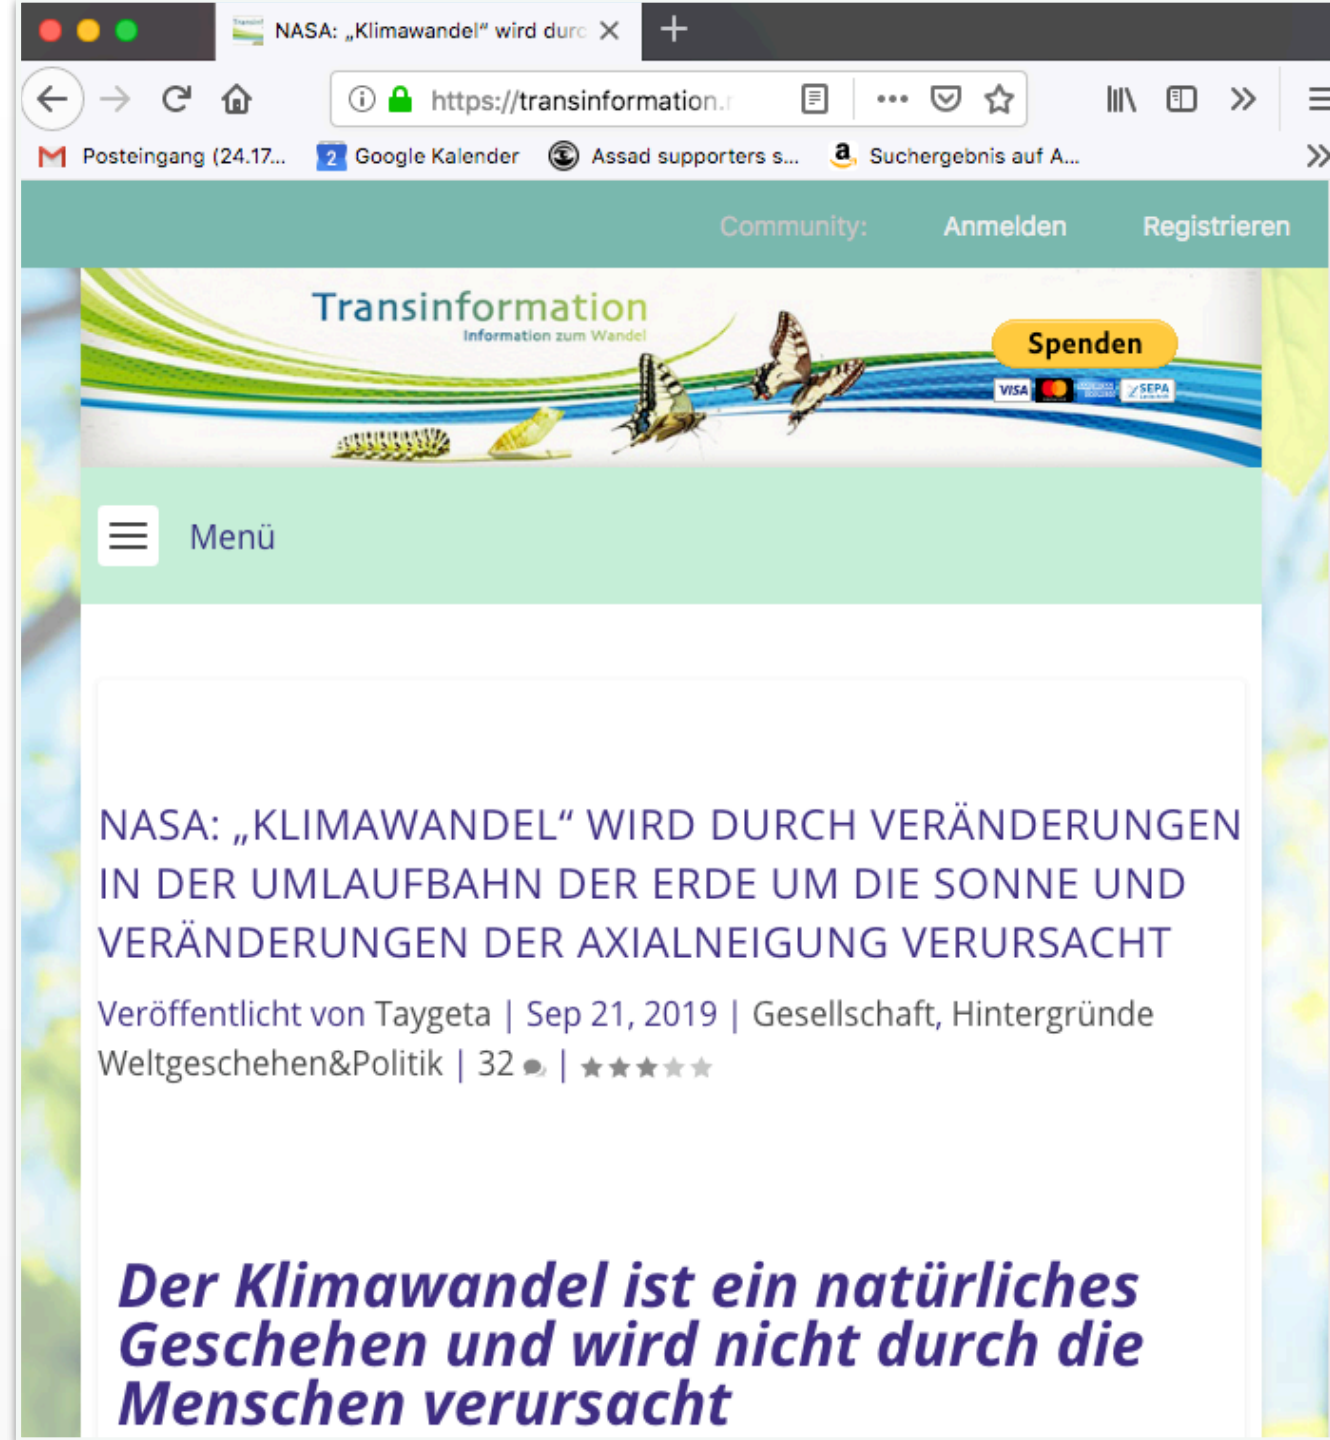 NASA: „Klimawandel“ wird durc
https://transinformation.
Posteingang (24.17... 2 Google Kalender Assad supporters s... a Suchergebnis auf A...
Community: Anmelden Registrieren
Transinformation
Information zum Wandel
Spenden
VISA SEPA
Menü
NASA: „KLIMAWANDEL“ WIRD DURCH VERÄNDERUNGEN
IN DER UMLAUFBAHN DER ERDE UM DIE SONNE UND
VERÄNDERUNGEN DER AXIALNEIGUNG VERURSACHT
Veröffentlicht von Taygeta | Sep 21, 2019 | Gesellschaft, Hintergründe
Weltgeschehen&Politik | 32 |
Der Klimawandel ist ein natürliches
Geschehen und wird nicht durch die
Menschen verursacht